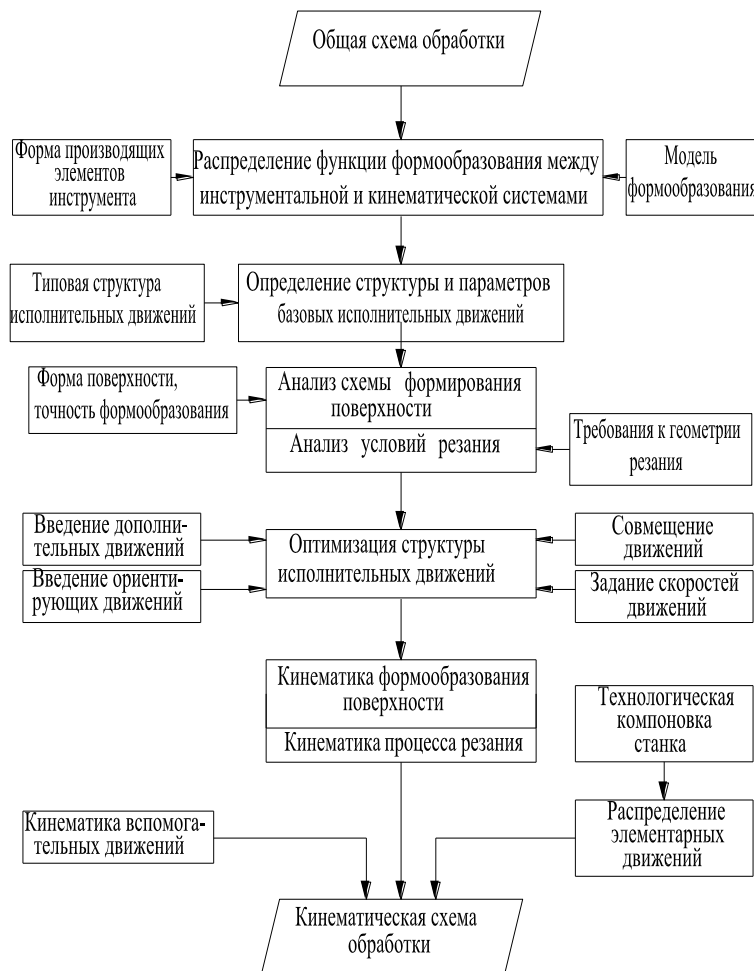 Общая схема обработки
Форма производящих
элементов
инструмента
Распределение функции формообразования между
инструментальной и кинематической системами
Модель
формообразования
Типовая структура
исполнительных движений
Определение структуры и параметров
базовых исполнительных движений
Форма поверхности,
точность формообразования
Анализ схемы формирования
поверхности
Анализ условий резания
Требования к геометрии
резания
Введение дополни-
тельных движений
Введение ориенти-
рующих движений
Оптимизация структуры
исполнительных движений
Совмещение
движений
Задание скоростей
движений
Кинематика формообразования
поверхности
Кинематика процесса резания
Технологическая
компоновка
станка
Кинематика вспомога-
тельных движений
Распределение
элементарных
движений
Кинематическая схема
обработки